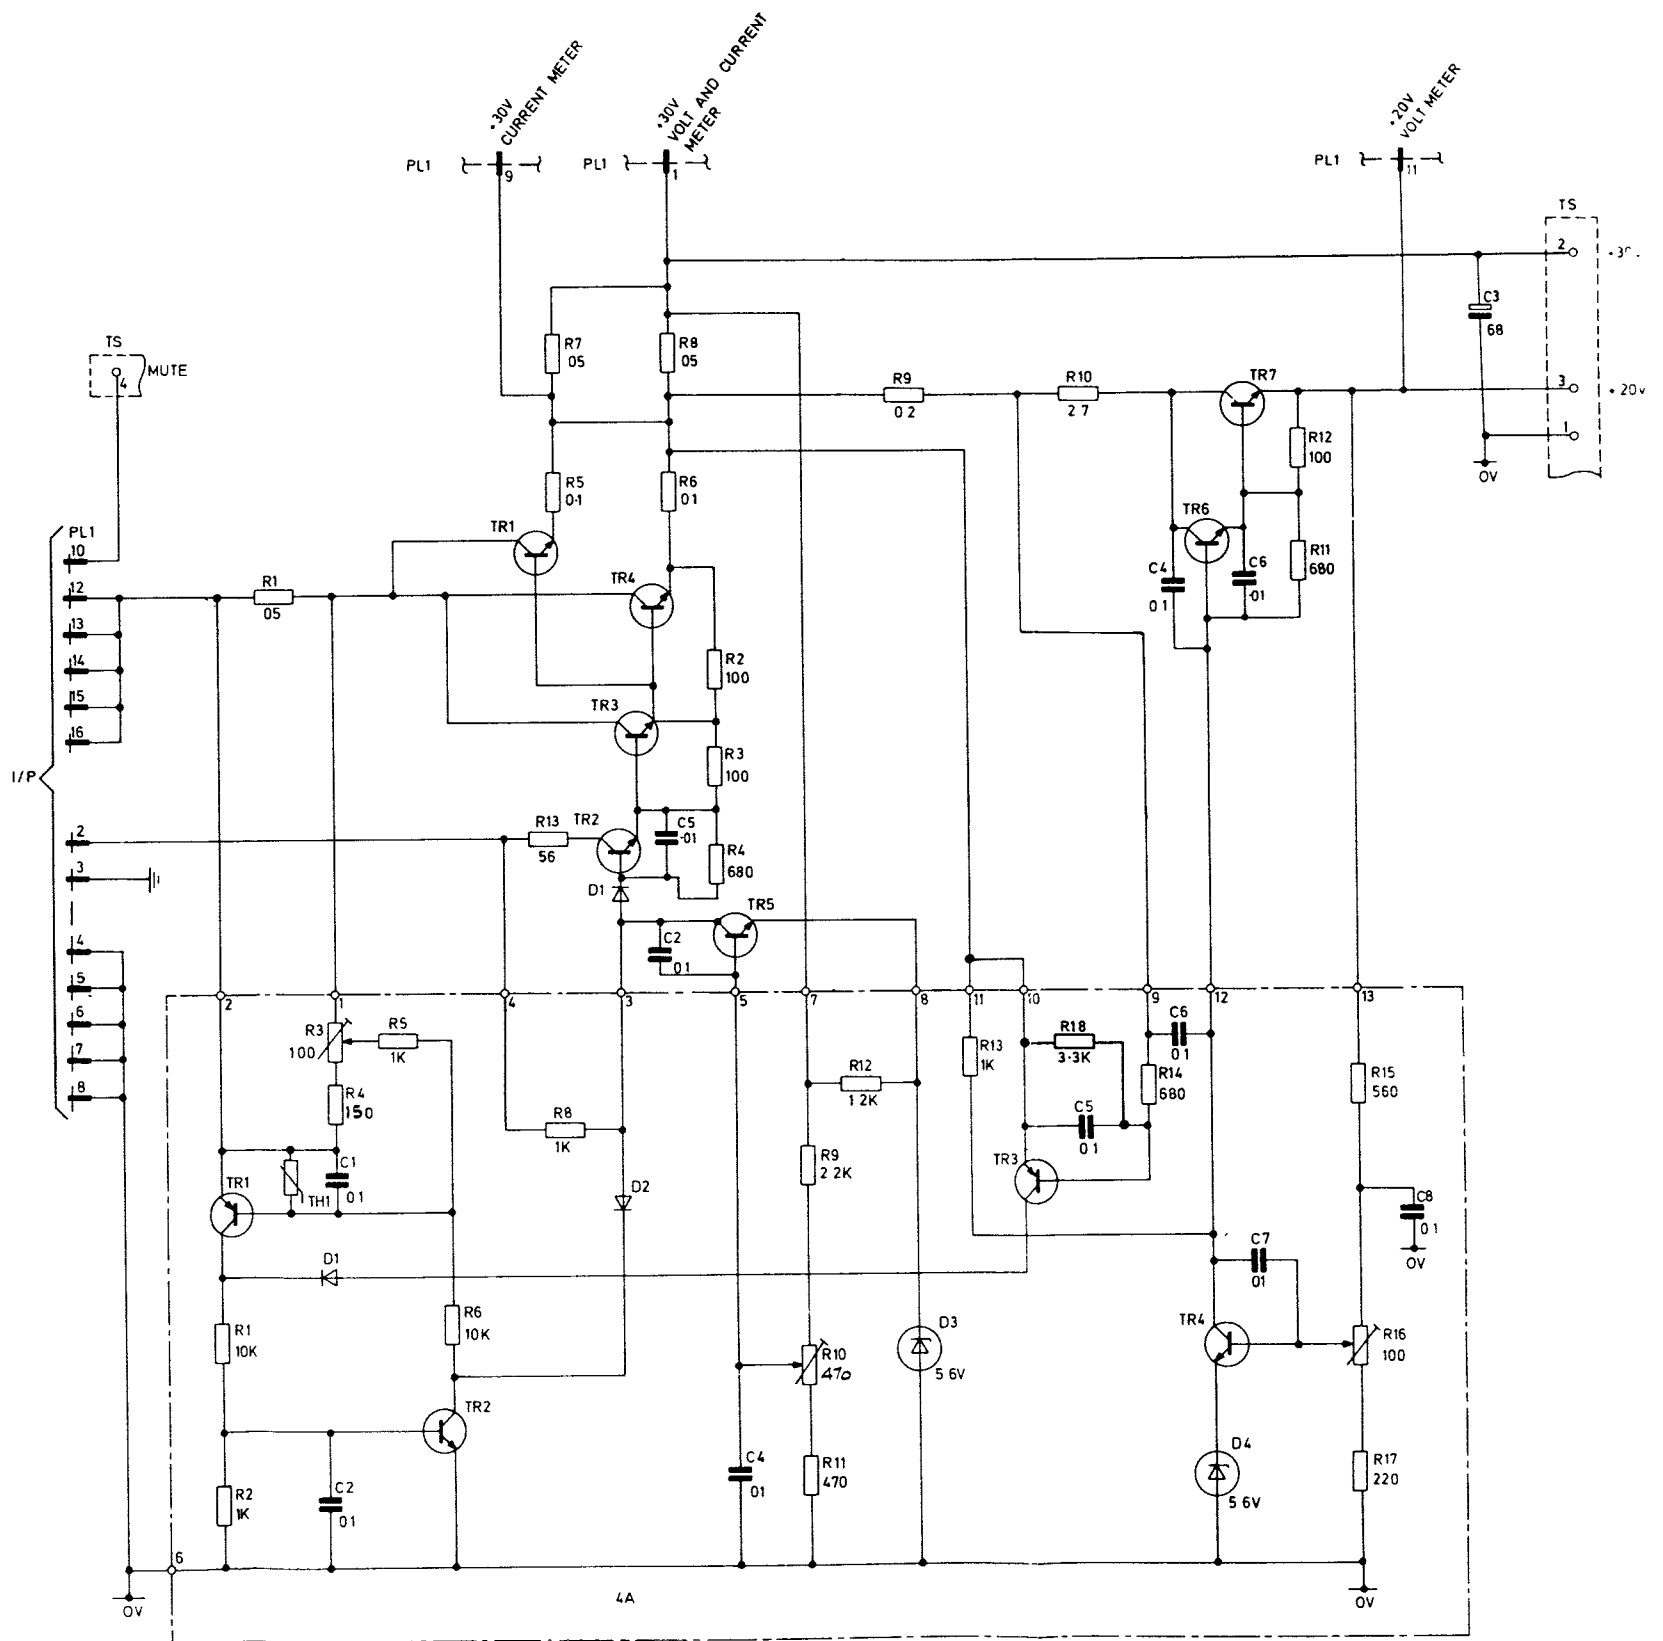 +30V
CURRENT METER
+30V
VOLT AND CURRENT
METER
+20V
VOLT METER
PL1
9
PL1
1
PL1
11
TS
2
C3
68
3
+20V
1
0V
TS
4
MUTE
R7
05
R8
05
R9
0.2
R10
2.7
TR7
R12
100
R5
0.1
R6
0.1
TR1
TR6
R11
680
C4
0.1
C6
.01
PL1
10
12
13
14
15
16
I/P
2
3
4
5
6
7
8
R1
05
TR4
R2
100
TR3
R3
100
R13
56
TR2
C5
.01
R4
680
D1
TR5
C2
0.1
2
1
4
3
5
7
8
11
10
9
12
13
R3
100
R5
1K
R4
150
R8
1K
R12
1.2K
R13
1K
R18
3.3K
C6
0.1
R14
680
R15
560
C5
0.1
TR1
TH1
C1
0.1
D2
R9
2.2K
TR3
C8
0.1
0V
D1
C7
.01
R1
10K
R6
10K
R10
470
D3
5.6V
TR4
R16
100
TR2
R2
1K
C2
0.1
C4
.01
R11
470
D4
5.6V
R17
220
6
0V
4A
0V